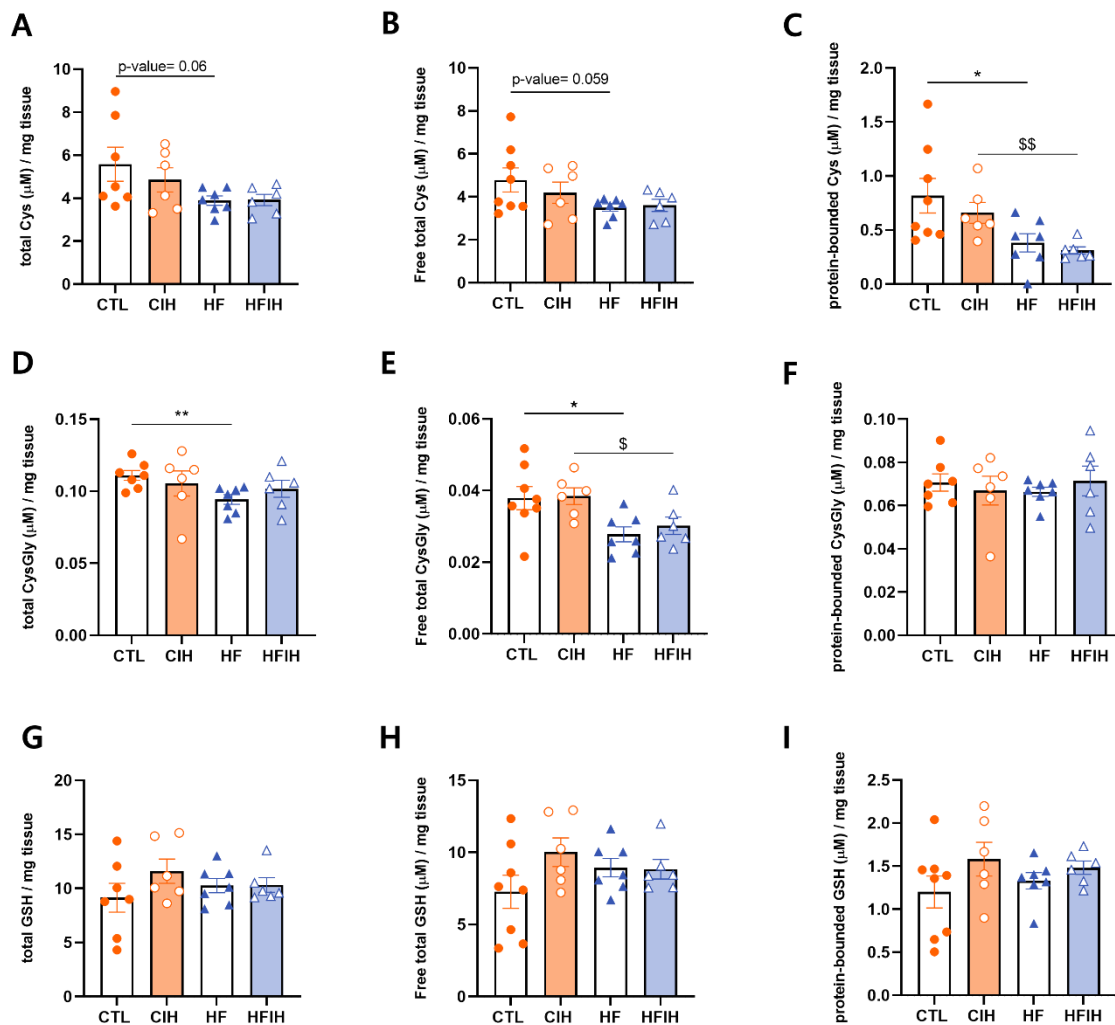 A
total Cys (μM) / mg tissue
10
8
6
4
2
0
p-value= 0.06
CTL CIH HF HFIH
B
Free total Cys (μM) / mg tissue
10
8
6
4
2
0
p-value= 0.059
CTL CIH HF HFIH
C
protein-bounded Cys (μM) / mg tissue
2.0
1.5
1.0
0.5
0.0
*
$$
CTL CIH HF HFIH
D
total CysGly (μM) / mg tissue
0.15
0.10
0.05
0.00
**
CTL CIH HF HFIH
E
Free total CysGly (μM) / mg tissue
0.06
0.04
0.02
0.00
*
$
CTL CIH HF HFIH
F
protein-bounded CysGly (μM) / mg tissue
0.10
0.08
0.06
0.04
0.02
0.00
CTL CIH HF HFIH
G
total GSH / mg tissue
20
15
10
5
0
CTL CIH HF HFIH
H
Free total GSH (μM) / mg tissue
15
10
5
0
CTL CIH HF HFIH
I
protein-bounded GSH (μM) / mg tissue
2.5
2.0
1.5
1.0
0.5
0.0
CTL CIH HF HFIH